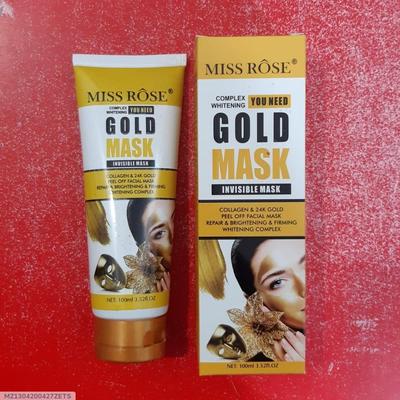 MISS RÔSE®
COMPLEX
WHITENING YOU NEED
GOLD
MASK
INVISIBLE MASK
COLLAGEN & 24K GOLD
PEEL OFF FACIAL MASK
REPAIR & BRIGHTENING & FIRMING
WHITENING COMPLEX
NET: 100ml 3.52fl.OZ
MISS RÔSE®
COMPLEX
WHITENING YOU NEED
GOLD
MASK
INVISIBLE MASK
COLLAGEN & 24K GOLD
PEEL OFF FACIAL MASK
REPAIR & BRIGHTENING & FIRMING
WHITENING COMPLEX
NET: 100ml 3.52fl.OZ
MZ1304200427ZETS